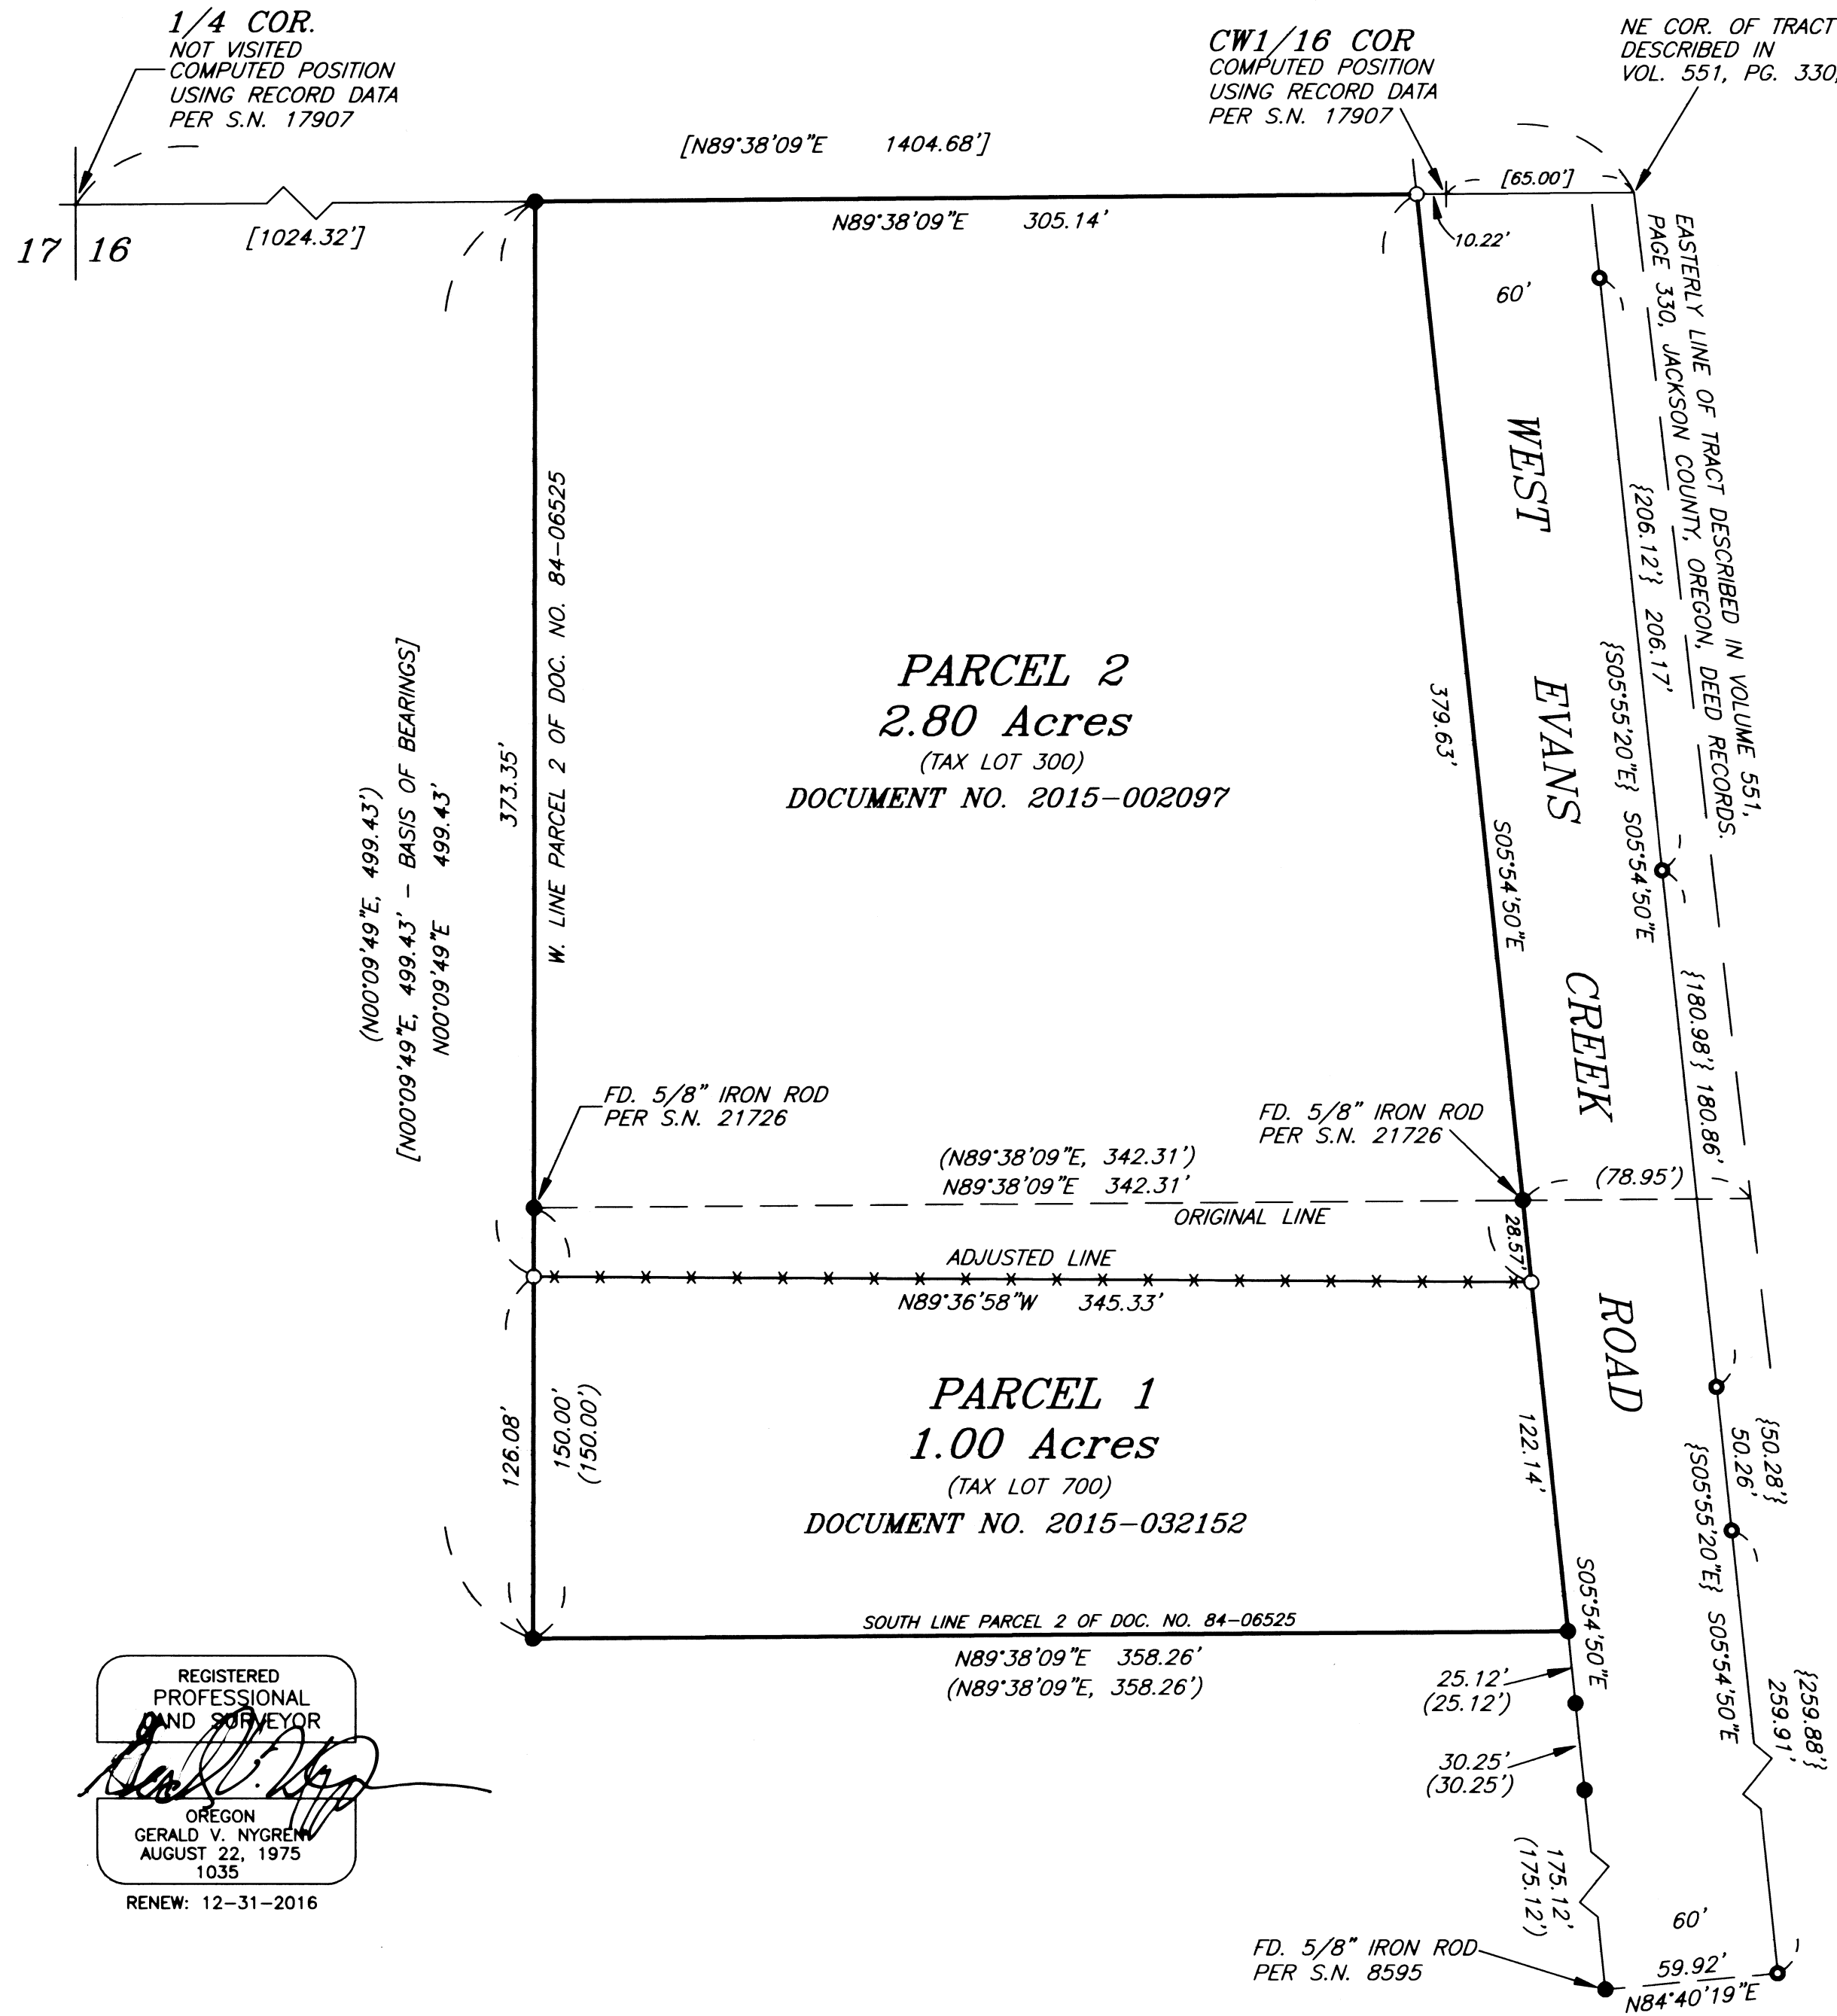 1/4 COR.
NOT VISITED
COMPUTED POSITION
USING RECORD DATA
PER S.N. 17907
CW1/16 COR
COMPUTED POSITION
USING RECORD DATA
PER S.N. 17907
NE COR. OF TRACT
DESCRIBED IN
VOL. 551, PG. 330,
[N89°38'09"E 1404.68']
[65.00']
17 16
[1024.32']
N89°38'09"E 305.14'
10.22'
60'
EASTERLY LINE OF TRACT DESCRIBED IN VOLUME 551,
PAGE 330, JACKSON COUNTY, OREGON, DEED RECORDS.
{206.12'} 206.17'
{S05°55'20"E} S05°54'50"E
WEST EVANS CREEK ROAD
W. LINE PARCEL 2 OF DOC. NO. 84-06525
373.35'
(N00°09'49"E, 499.43')
[N00°09'49"E, 499.43' - BASIS OF BEARINGS]
N00°09'49"E 499.43'
PARCEL 2
2.80 Acres
(TAX LOT 300)
DOCUMENT NO. 2015-002097
379.63'
S05°54'50"E
{180.98'} 180.86'
FD. 5/8" IRON ROD
PER S.N. 21726
FD. 5/8" IRON ROD
PER S.N. 21726
(N89°38'09"E, 342.31')
N89°38'09"E 342.31'
ORIGINAL LINE
(78.95')
28.57'
ADJUSTED LINE
N89°36'58"W 345.33'
PARCEL 1
1.00 Acres
(TAX LOT 700)
DOCUMENT NO. 2015-032152
126.08'
150.00'
(150.00')
122.14'
{50.28'}
50.26'
{S05°55'20"E} S05°54'50"E
S05°54'50"E
SOUTH LINE PARCEL 2 OF DOC. NO. 84-06525
N89°38'09"E 358.26'
(N89°38'09"E, 358.26')
25.12'
(25.12')
30.25'
(30.25')
{259.88'}
259.91'
175.12'
(175.12')
60'
FD. 5/8" IRON ROD
PER S.N. 8595
59.92'
N84°40'19"E
REGISTERED
PROFESSIONAL
LAND SURVEYOR
OREGON
GERALD V. NYGREN
AUGUST 22, 1975
1035
RENEW: 12-31-2016